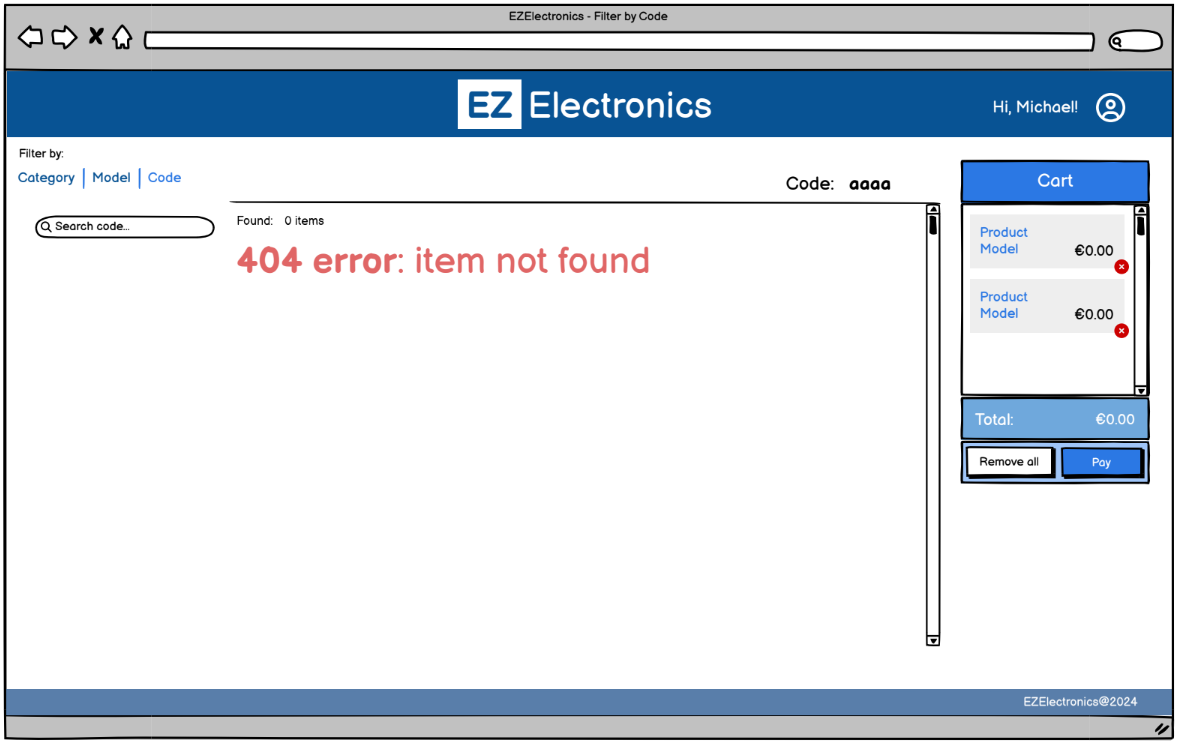 EZElectronics - Filter by Code
EZ Electronics
Hi, Michael!
Filter by:
Category | Model | Code
Search code...
Code: aaaa
Found: 0 items
404 error: item not found
Cart
Product
Model €0.00
Product
Model €0.00
Total: €0.00
Remove all Pay
EZElectronics@2024